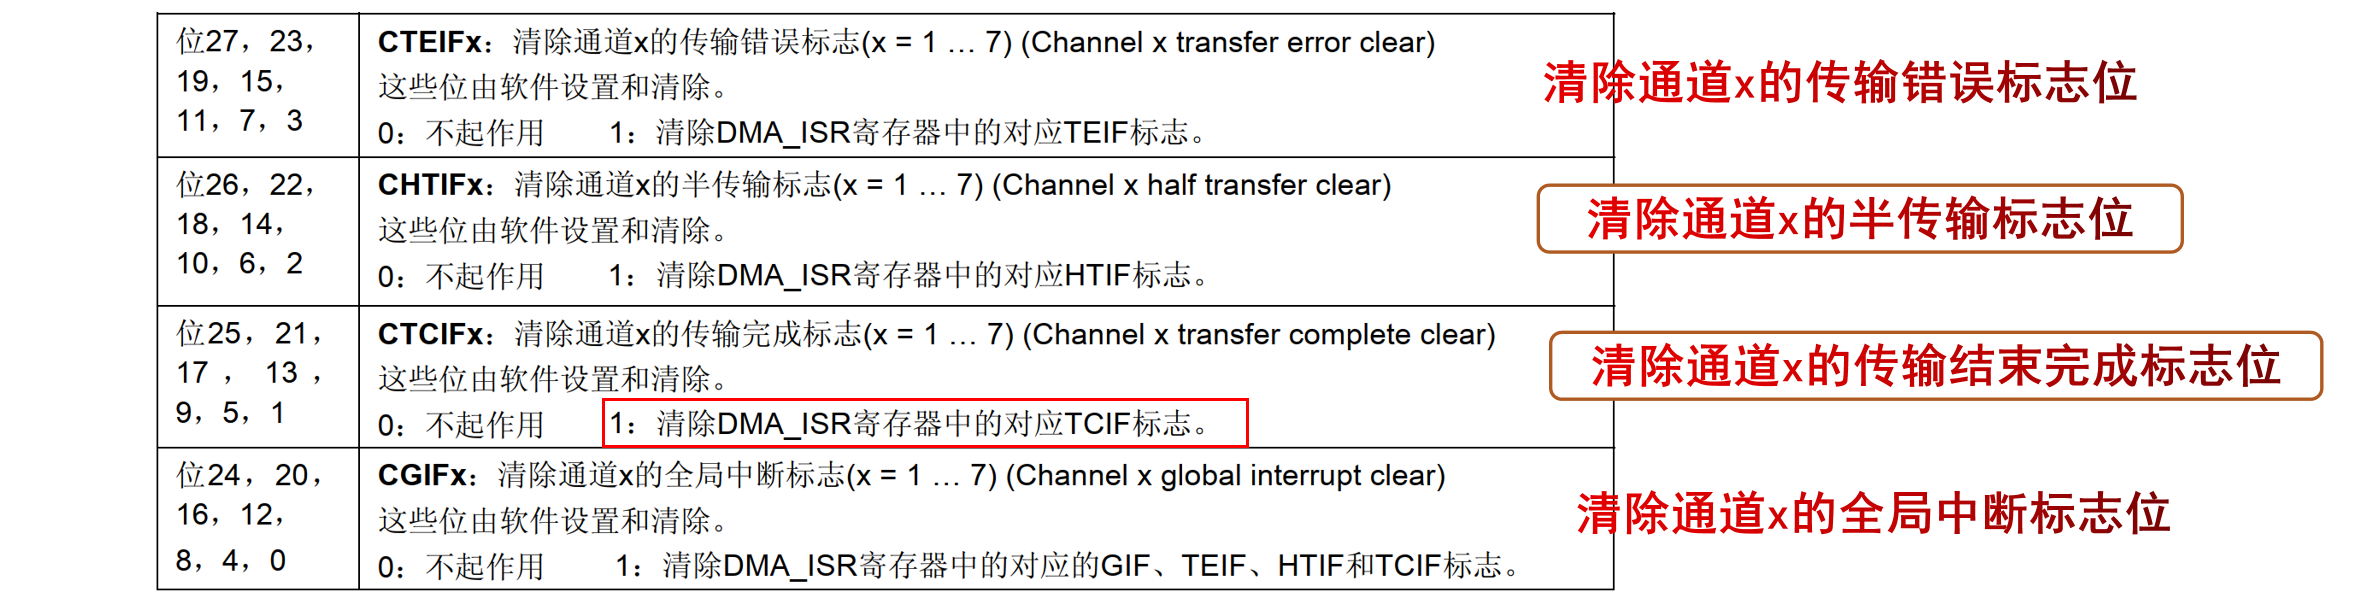 位27，23，
19，15，
11，7，3
CTEIFx：清除通道x的传输错误标志(x = 1 … 7) (Channel x transfer error clear)
这些位由软件设置和清除。
0：不起作用 1：清除DMA_ISR寄存器中的对应TEIF标志。
清除通道x的传输错误标志位
位26，22，
18，14，
10，6，2
CHTIFx：清除通道x的半传输标志(x = 1 … 7) (Channel x half transfer clear)
这些位由软件设置和清除。
0：不起作用 1：清除DMA_ISR寄存器中的对应HTIF标志。
清除通道x的半传输标志位
位25，21，
17 ，13 ，
9，5，1
CTCIFx：清除通道x的传输完成标志(x = 1 … 7) (Channel x transfer complete clear)
这些位由软件设置和清除。
0：不起作用 1：清除DMA_ISR寄存器中的对应TCIF标志。
清除通道x的传输结束完成标志位
位24，20，
16，12，
8，4，0
CGIFx：清除通道x的全局中断标志(x = 1 … 7) (Channel x global interrupt clear)
这些位由软件设置和清除。
0：不起作用 1：清除DMA_ISR寄存器中的对应的GIF、TEIF、HTIF和TCIF标志。
清除通道x的全局中断标志位